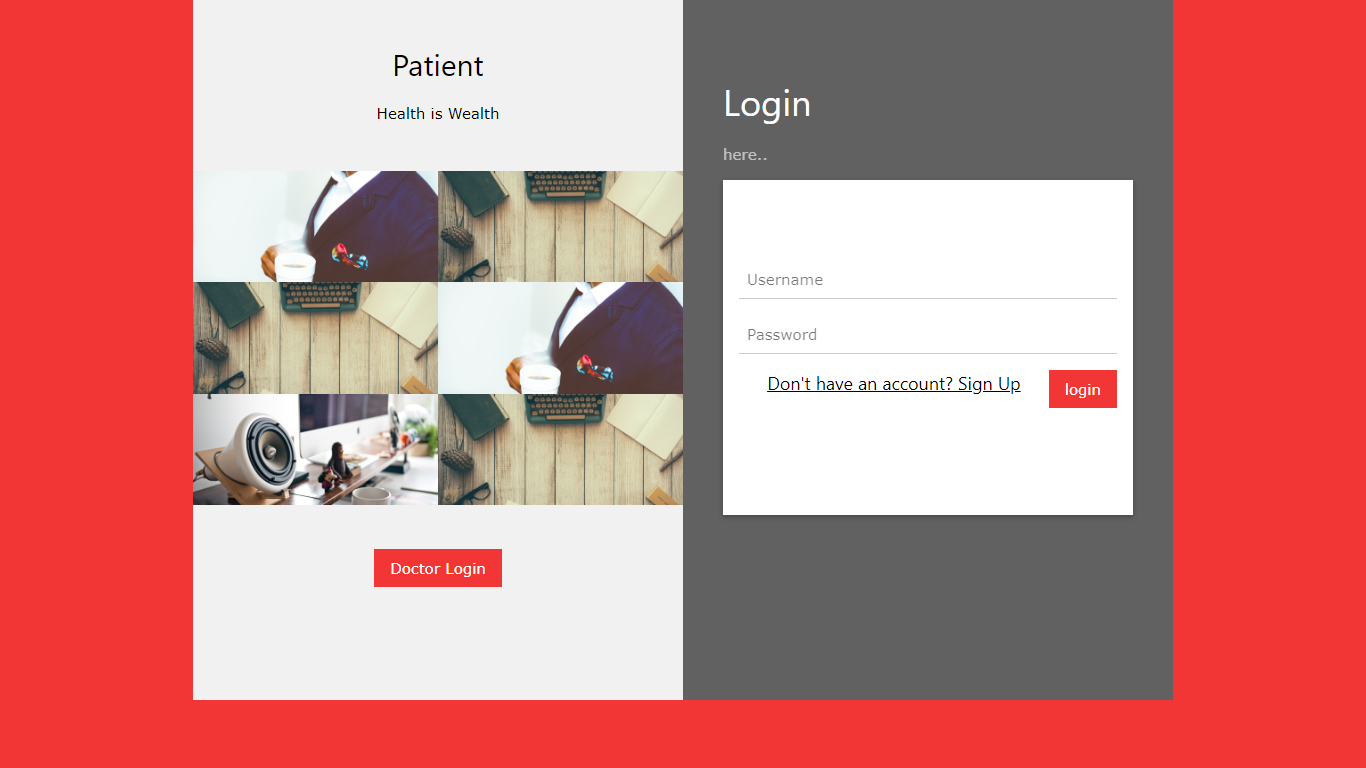 Patient
Health is Wealth
Doctor Login
Login
here..
Username
Password
Don't have an account? Sign Up
login